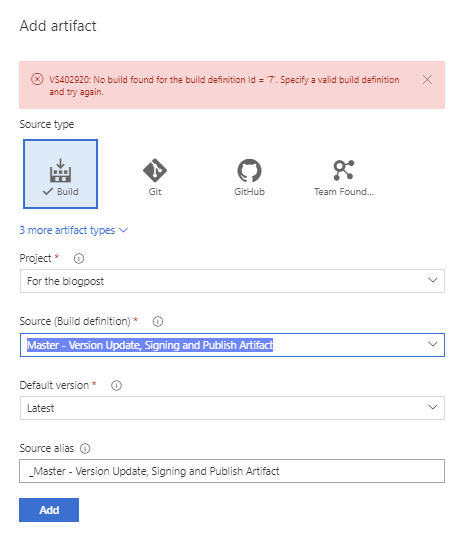 Add artifact
VS402920: No build found for the build definition Id = '7'. Specify a valid build definition
and try again.
Source type
Build
Git
GitHub
Team Found...
3 more artifact types
Project *
For the blogpost
Source (Build definition) *
Master - Version Update, Signing and Publish Artifact
Default version *
Latest
Source alias
_Master - Version Update, Signing and Publish Artifact
Add